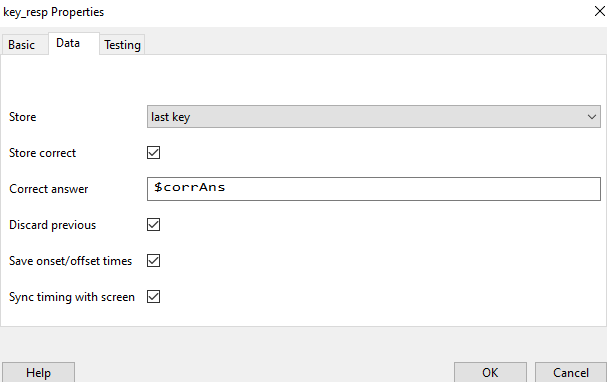 key_resp Properties
Basic Data Testing
Store last key
Store correct
Correct answer $corrAns
Discard previous
Save onset/offset times
Sync timing with screen
Help OK Cancel